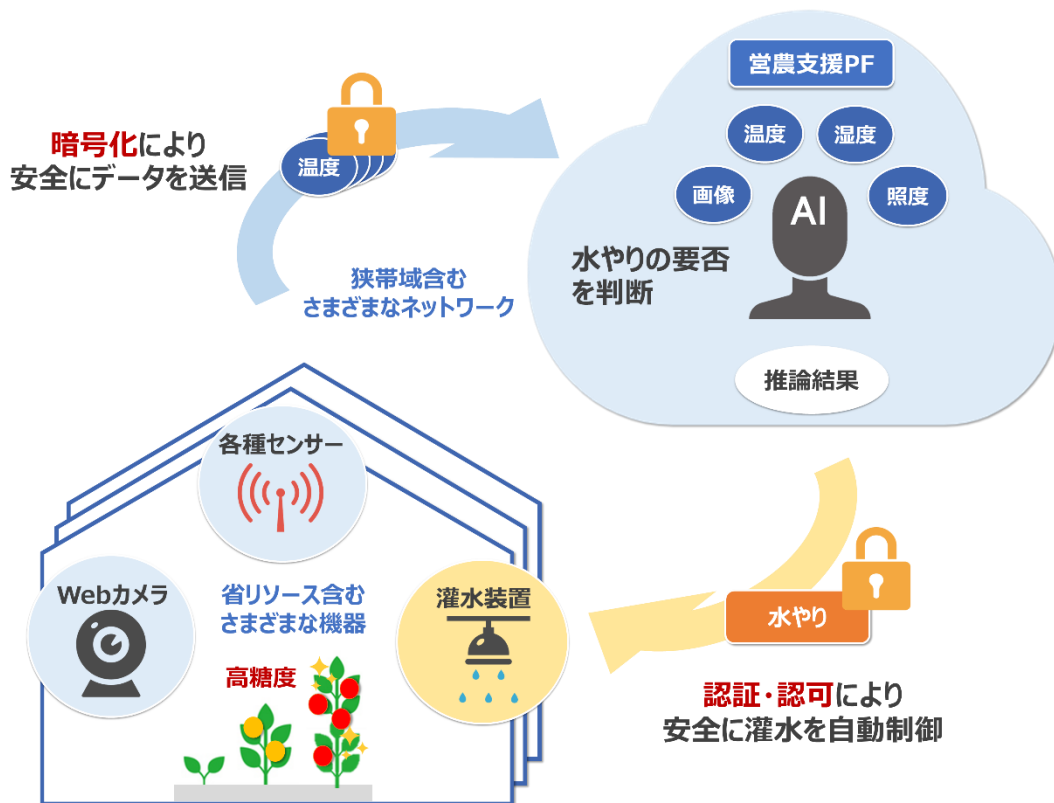 営農支援PF
温度
湿度
画像
照度
AI
水やりの要否
を判断
推論結果
暗号化により
安全にデータを送信
温度
狭帯域含む
さまざまなネットワーク
各種センサー
Webカメラ
省リソース含む
さまざまな機器
灌水装置
高糖度
水やり
認証・認可により
安全に灌水を自動制御